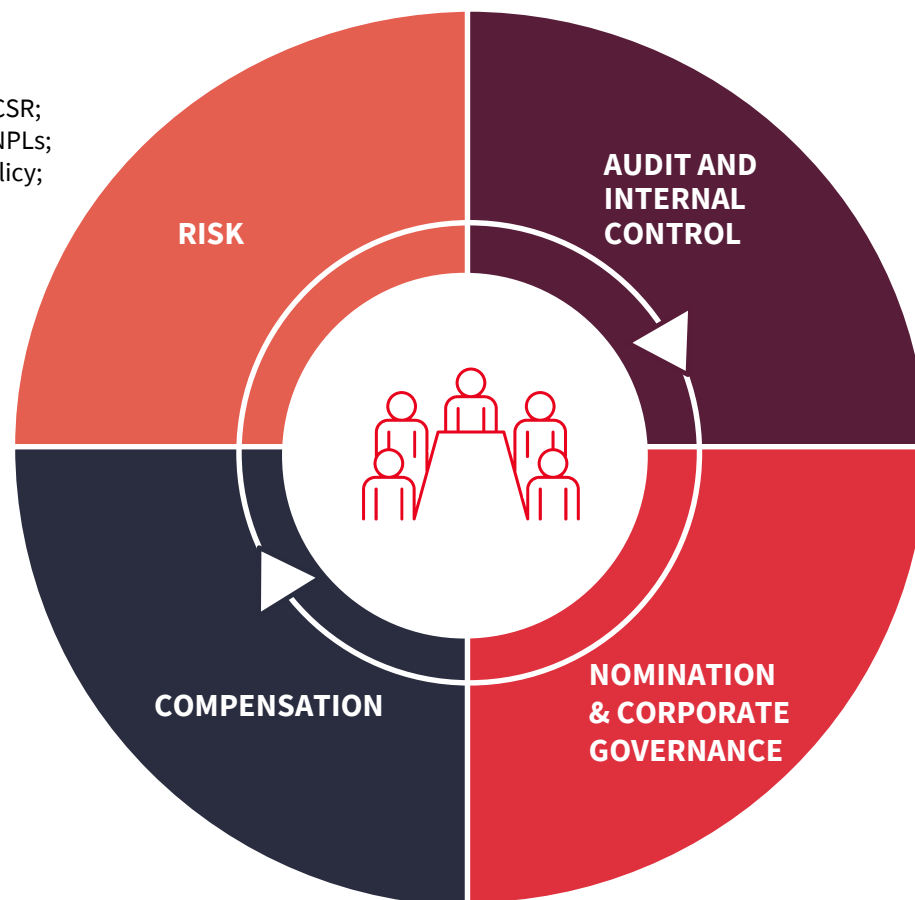 CSR;
NPLs;
licy;
RISK
AUDIT AND
INTERNAL
CONTROL
COMPENSATION
NOMINATION
& CORPORATE
GOVERNANCE